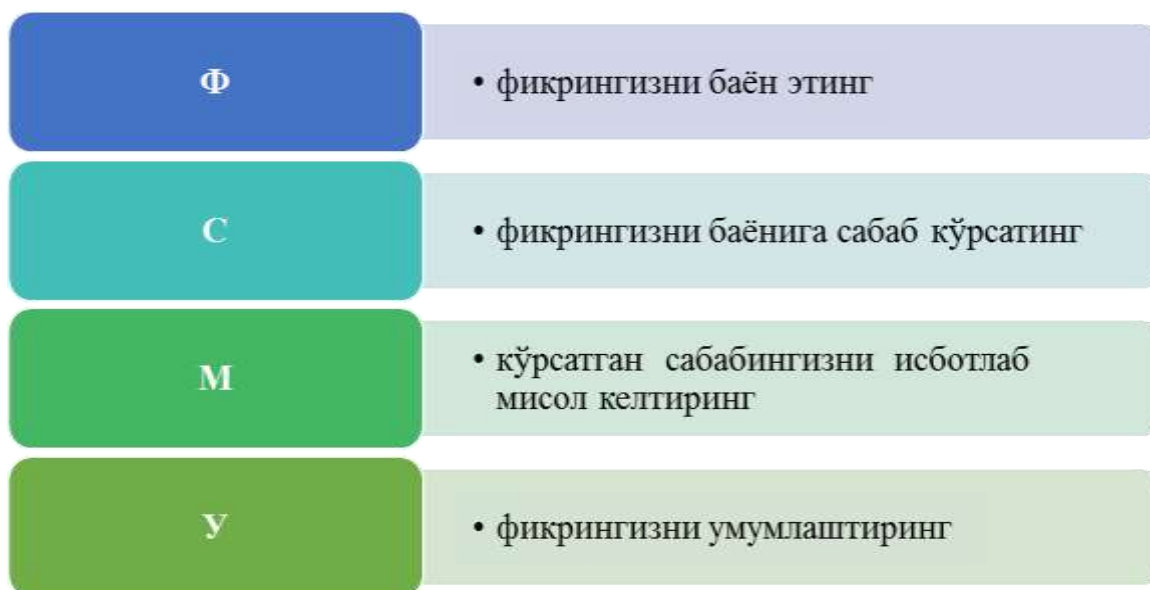 Ф
• фикрингизни баён этинг
С
• фикрингизни баёнига сабаб кўрсатинг
М
• кўрсатган сабабингизни исботлаб
мисол келтиринг
У
• фикрингизни умумлаштиринг